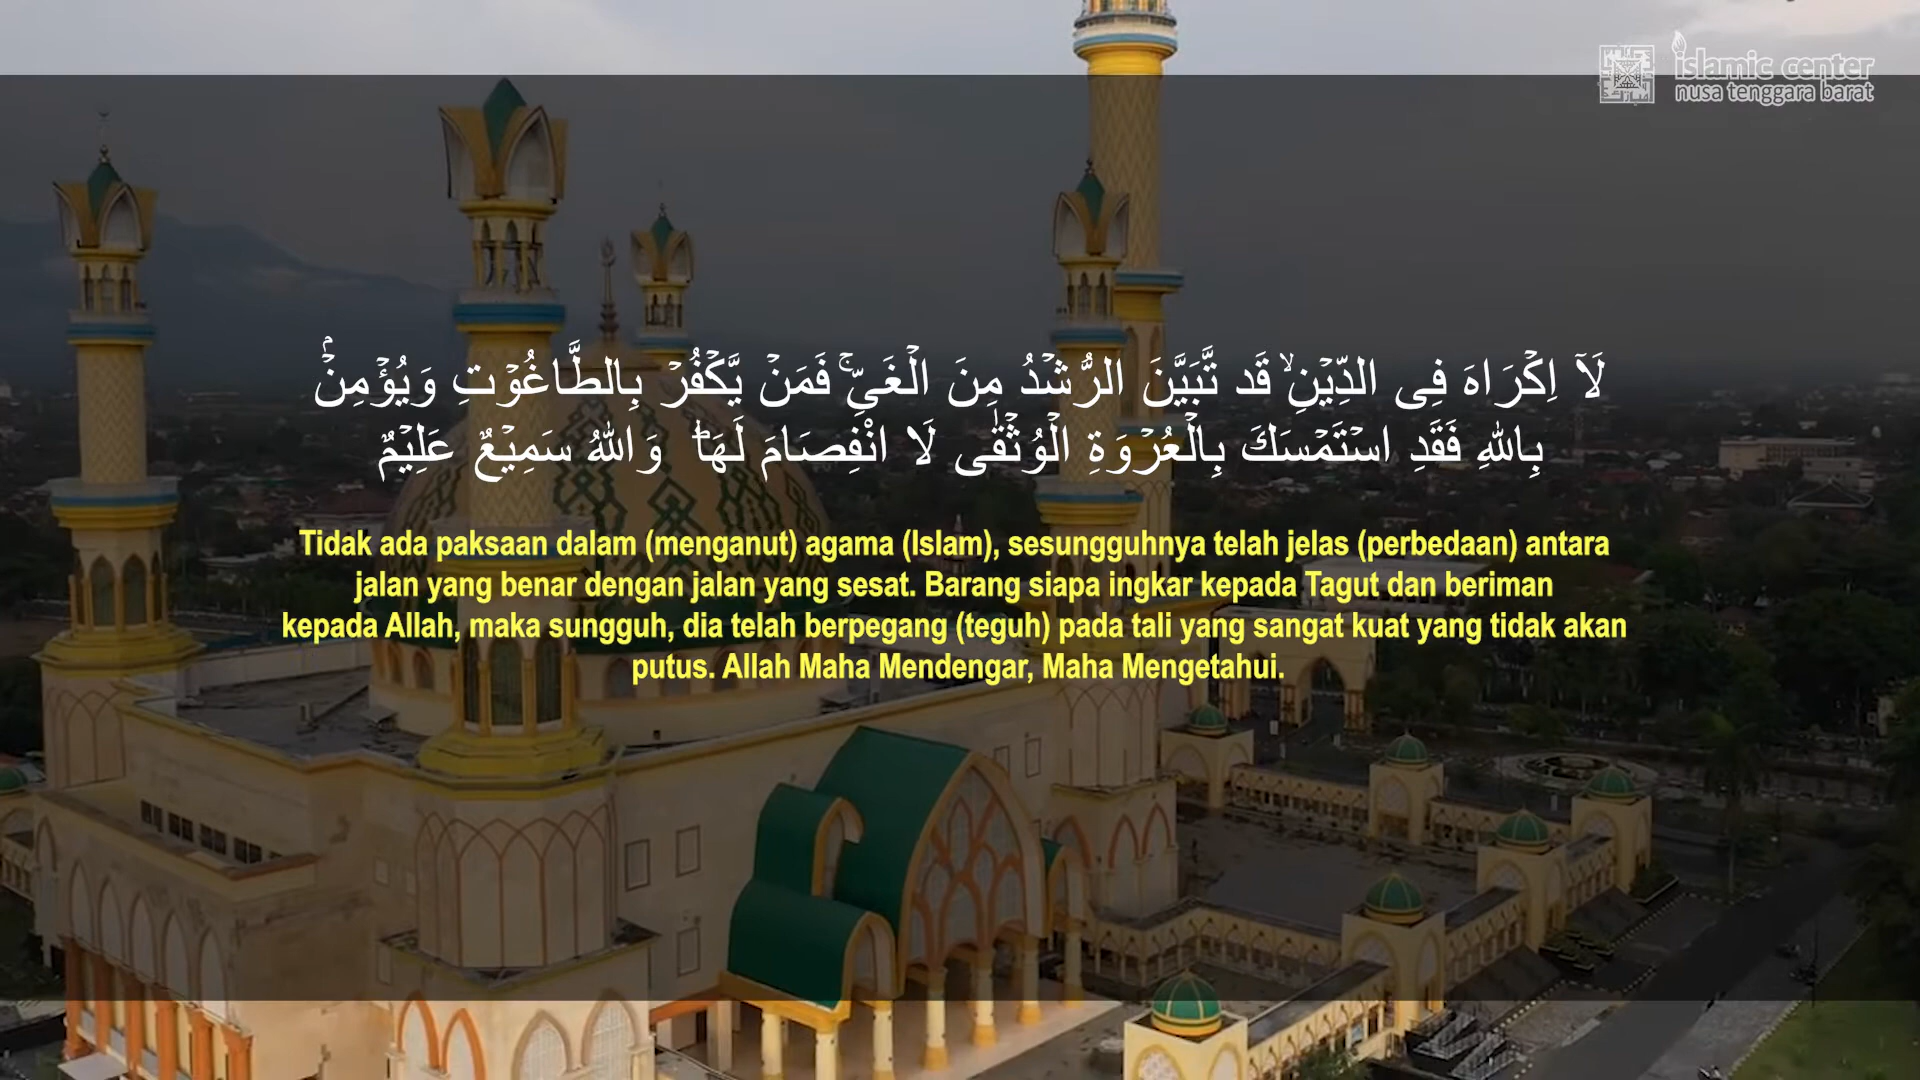 islamic center
nusa tenggara barat
لَآ اِكْرَاهَ فِى الدِّيْنِۙ قَد تَّبَيَّنَ الرُّشْدُ مِنَ الْغَيِّۚ فَمَنْ يَّكْفُرْ بِالطَّاغُوْتِ وَيُؤْمِنْۢ
بِاللّٰهِ فَقَدِ اسْتَمْسَكَ بِالْعُرْوَةِ الْوُثْقٰى لَا انْفِصَامَ لَهَاۗ وَاللّٰهُ سَمِيْعٌ عَلِيْمٌ
Tidak ada paksaan dalam (menganut) agama (Islam), sesungguhnya telah jelas (perbedaan) antara
jalan yang benar dengan jalan yang sesat. Barang siapa ingkar kepada Tagut dan beriman
kepada Allah, maka sungguh, dia telah berpegang (teguh) pada tali yang sangat kuat yang tidak akan
putus. Allah Maha Mendengar, Maha Mengetahui.